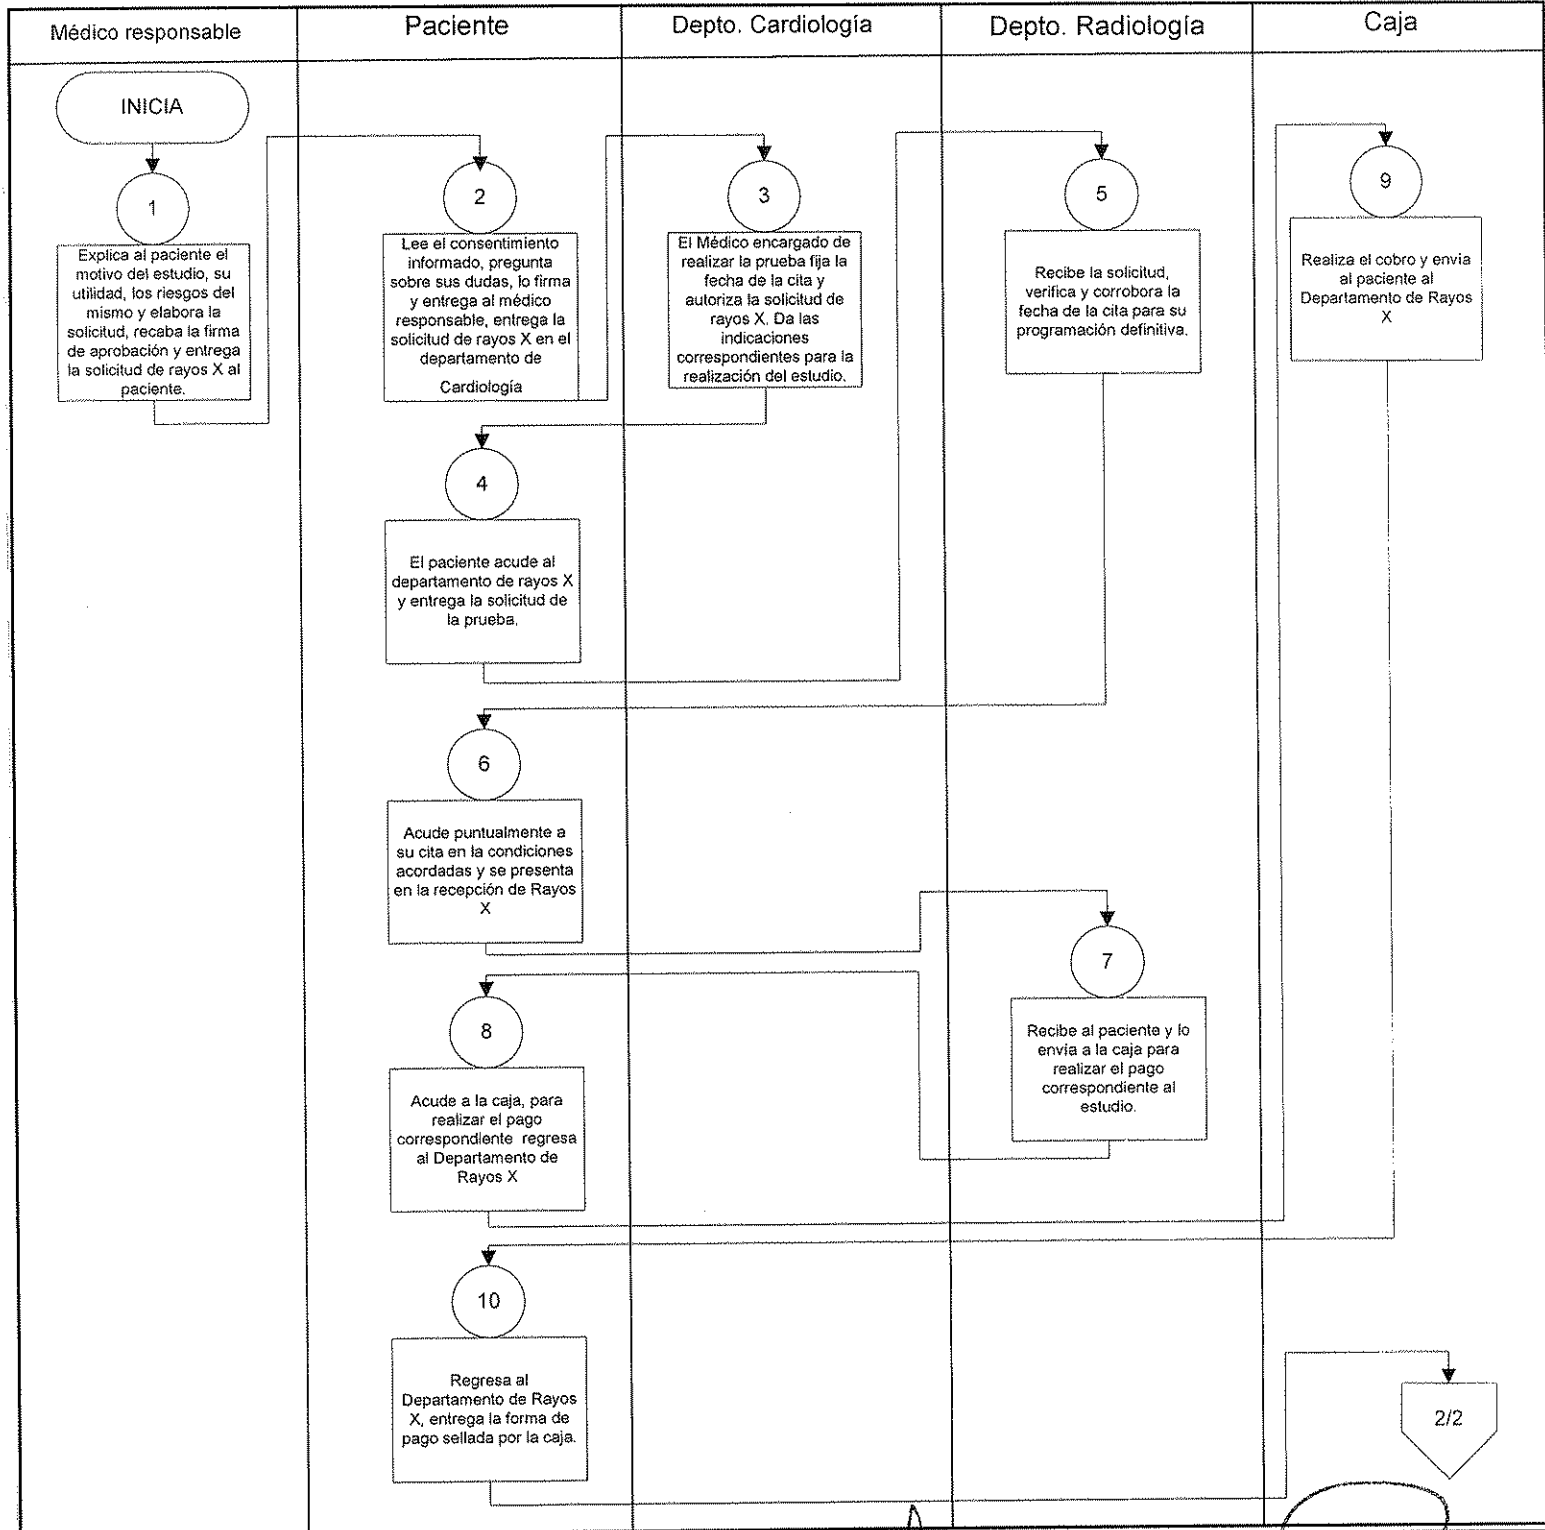 Médico responsable
Paciente
Depto. Cardiología
Depto. Radiología
Caja
INICIA
1
Explica al paciente el
motivo del estudio, su
utilidad, los riesgos del
mismo y elabora la
solicitud, recaba la firma
de aprobación y entrega
la solicitud de rayos X al
paciente.
2
Lee el consentimiento
informado, pregunta
sobre sus dudas, lo firma
y entrega al médico
responsable, entrega la
solicitud de rayos X en el
departamento de
Cardiología
3
El Médico encargado de
realizar la prueba fija la
fecha de la cita y
autoriza la solicitud de
rayos X. Da las
indicaciones
correspondientes para la
realización del estudio.
4
El paciente acude al
departamento de rayos X
y entrega la solicitud de
la prueba.
5
Recibe la solicitud,
verifica y corrobora la
fecha de la cita para su
programación definitiva.
6
Acude puntualmente a
su cita en la condiciones
acordadas y se presenta
en la recepción de Rayos
X
7
Recibe al paciente y lo
envía a la caja para
realizar el pago
correspondiente al
estudio.
8
Acude a la caja, para
realizar el pago
correspondiente regresa
al Departamento de
Rayos X
9
Realiza el cobro y envia
al paciente al
Departamento de Rayos
X
10
Regresa al
Departamento de Rayos
X, entrega la forma de
pago sellada por la caja.
2/2